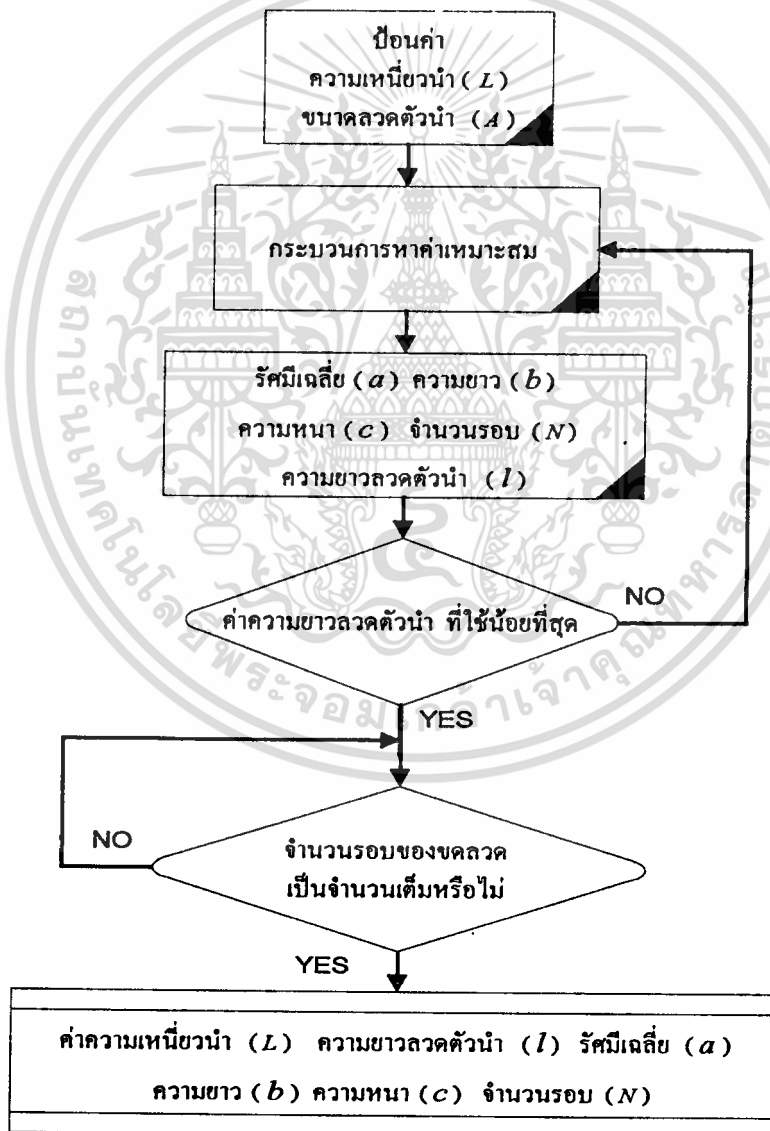 ป้อนค่า
ความเหนี่ยวนำ (L)
ขนาดลวดตัวนำ (A)
กระบวนการหาค่าเหมาะสม
รัศมีเฉลี่ย (a) ความยาว (b)
ความหนา (c) จำนวนรอบ (N)
ความยาวลวดตัวนำ (l)
ค่าความยาวลวดตัวนำ ที่ใช้น้อยที่สุด
NO
YES
NO
จำนวนรอบของขดลวด
เป็นจำนวนเต็มหรือไม่
YES
ค่าความเหนี่ยวนำ (L) ความยาวลวดตัวนำ (l) รัศมีเฉลี่ย (a)
ความยาว (b) ความหนา (c) จำนวนรอบ (N)